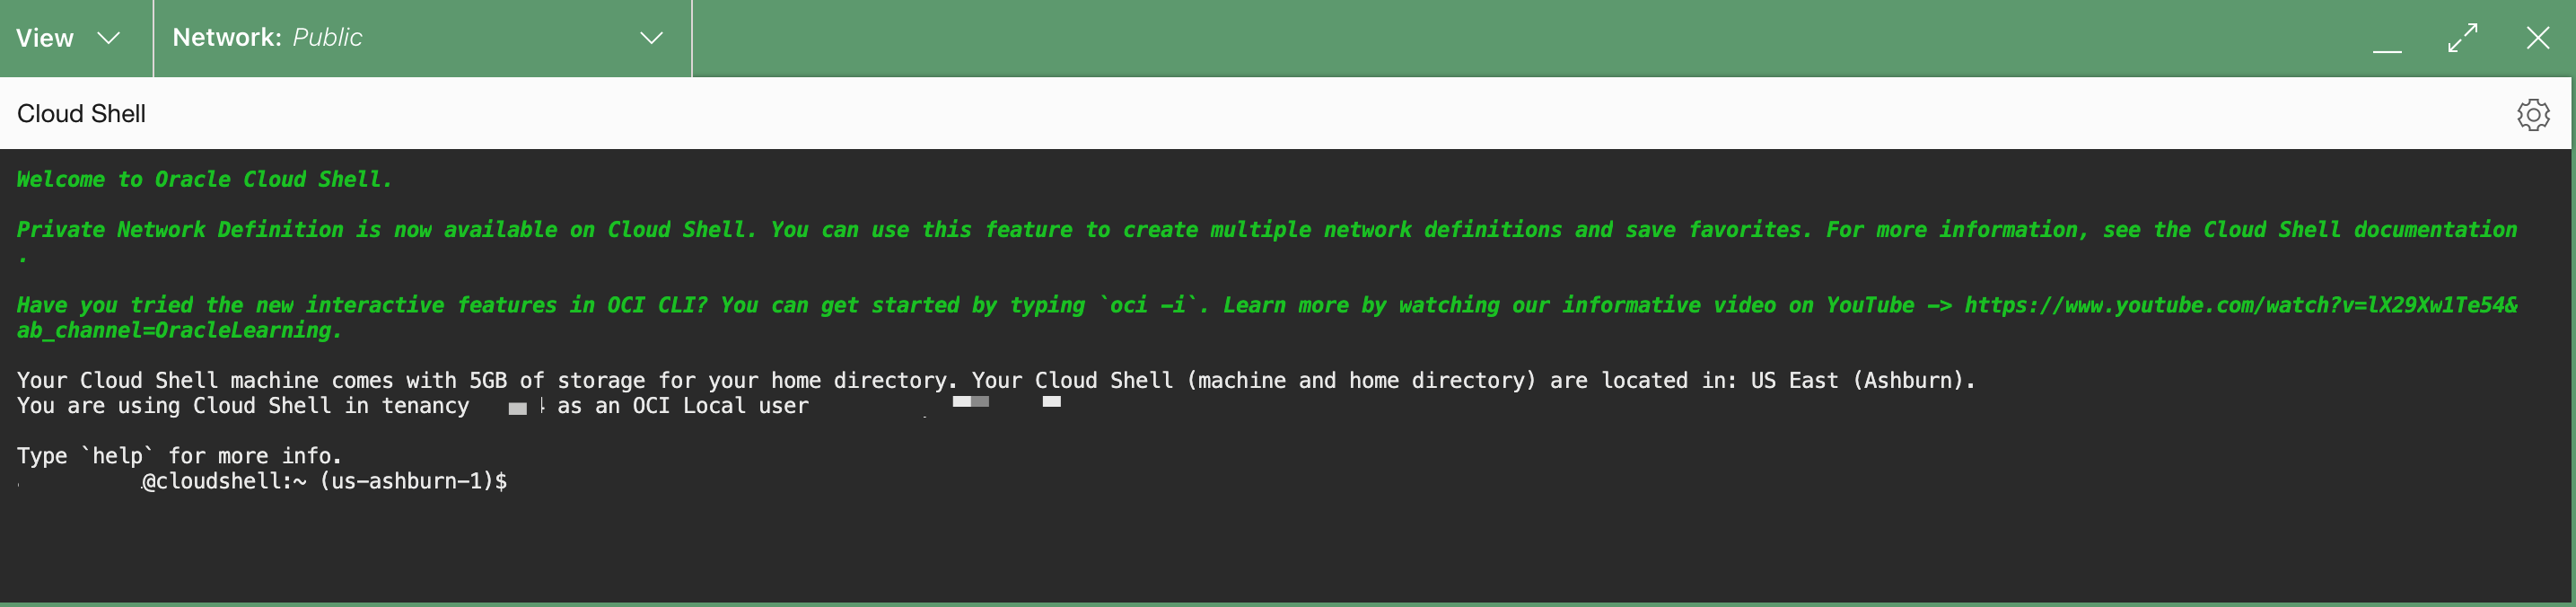 View
Network: Public
Cloud Shell
Welcome to Oracle Cloud Shell.
Private Network Definition is now available on Cloud Shell. You can use this feature to create multiple network definitions and save favorites. For more information, see the Cloud Shell documentation
.
Have you tried the new interactive features in OCI CLI? You can get started by typing `oci -i`. Learn more by watching our informative video on YouTube -> https://www.youtube.com/watch?v=lX29Xw1Te54&
ab_channel=OracleLearning.
Your Cloud Shell machine comes with 5GB of storage for your home directory. Your Cloud Shell (machine and home directory) are located in: US East (Ashburn).
You are using Cloud Shell in tenancy as an OCI Local user
Type `help` for more info.
@cloudshell:~ (us-ashburn-1)$